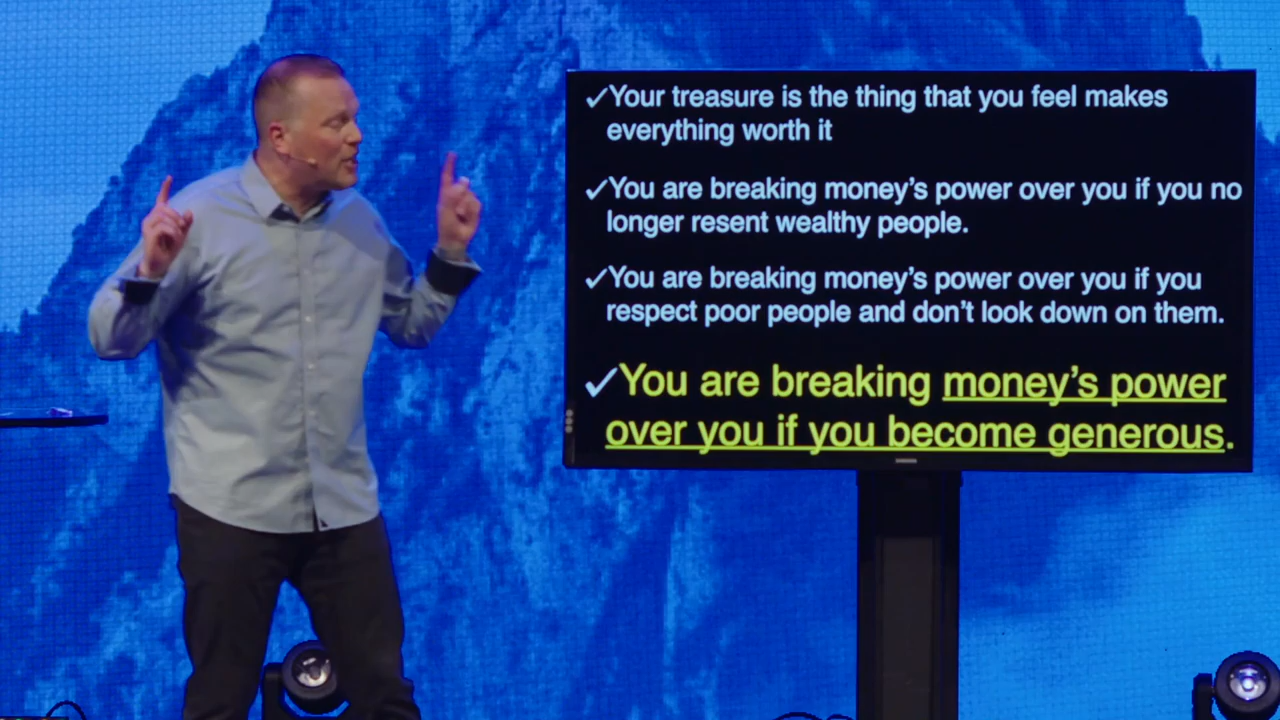 ✓Your treasure is the thing that you feel makes
everything worth it
✓You are breaking money's power over you if you no
longer resent wealthy people.
✓You are breaking money's power over you if you
respect poor people and don't look down on them.
✓You are breaking money's power
over you if you become generous.